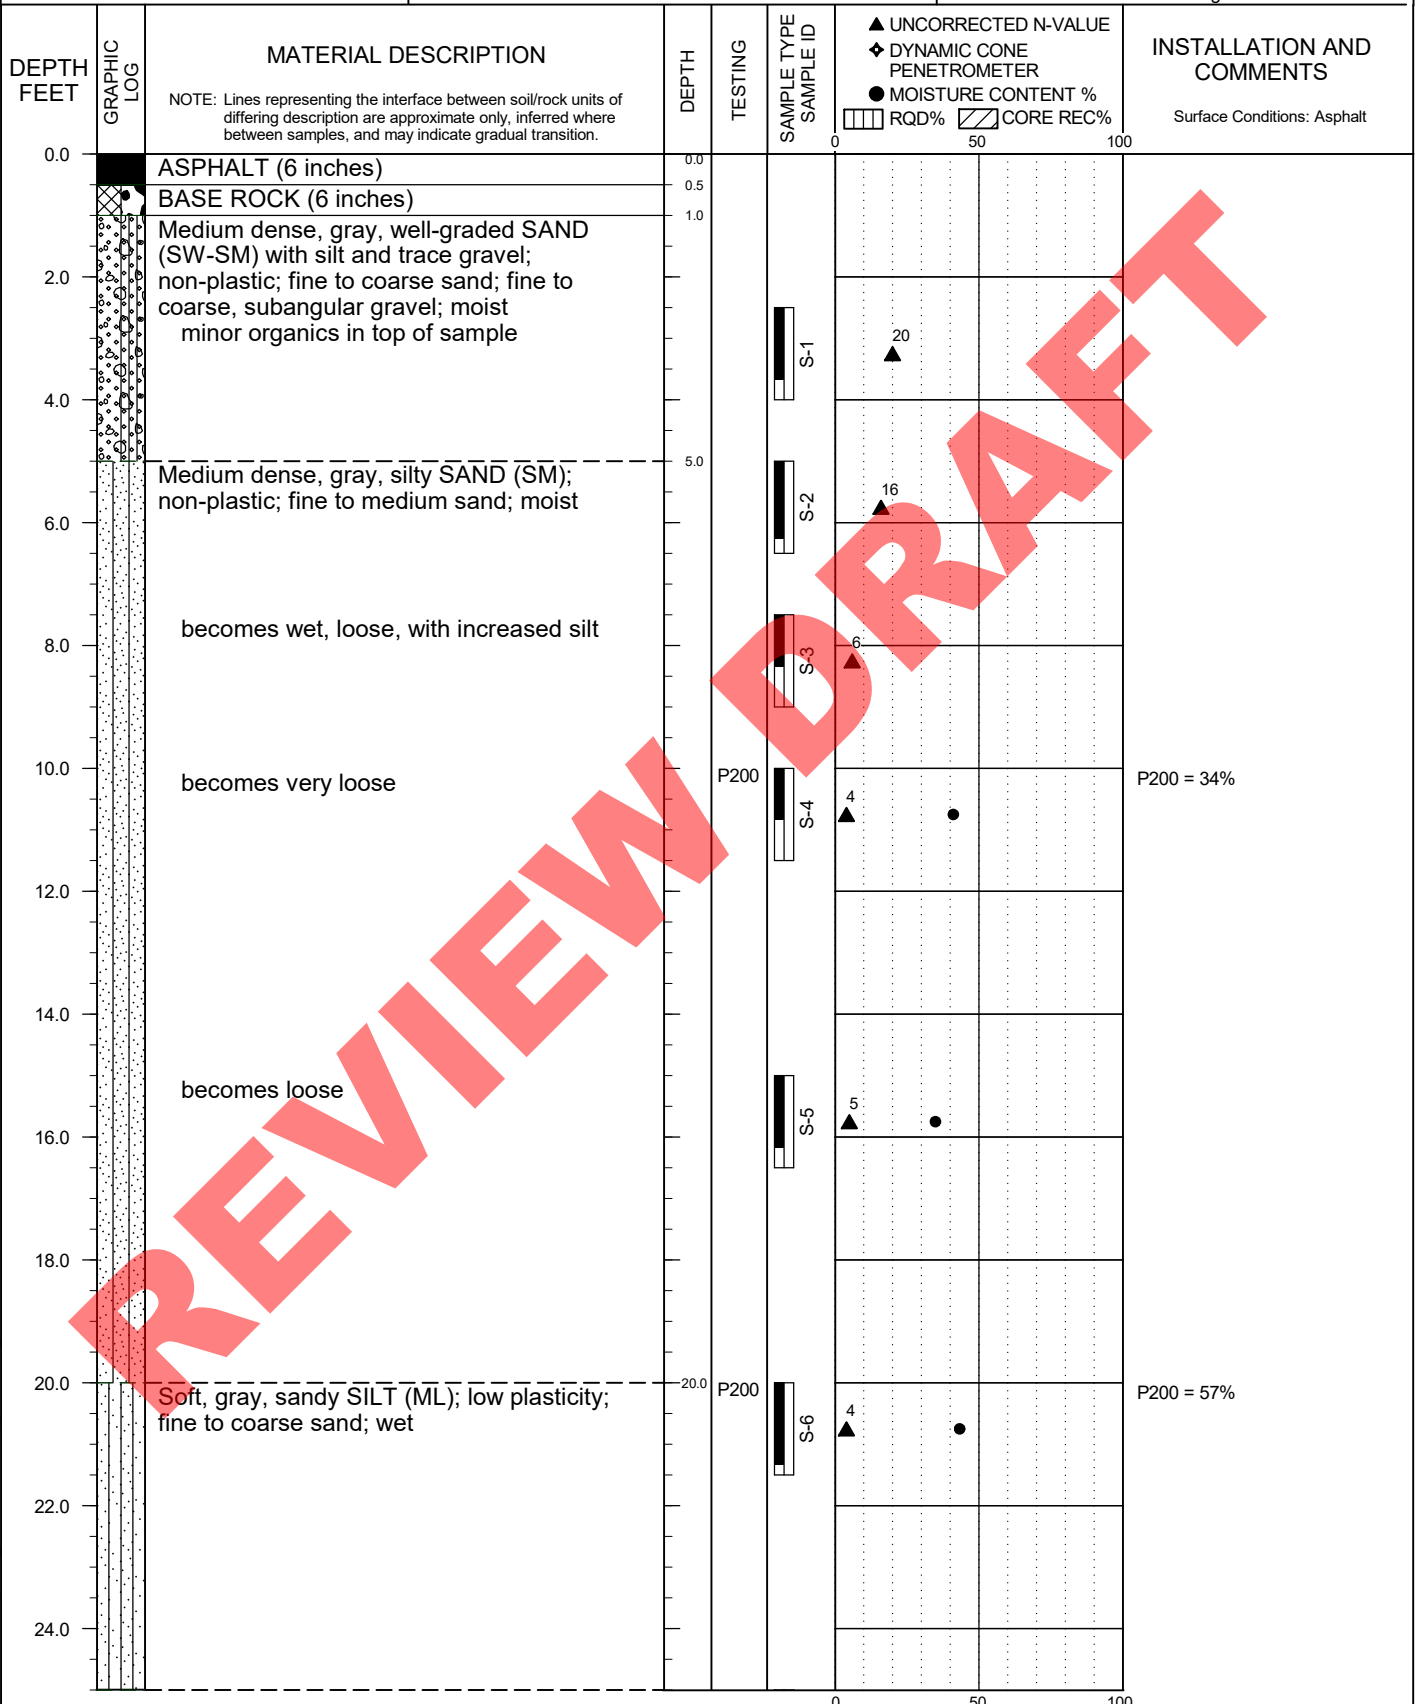 DEPTH
FEET
GRAPHIC
LOG
MATERIAL DESCRIPTION
NOTE: Lines representing the interface between soil/rock units of
differing description are approximate only, inferred where
between samples, and may indicate gradual transition.
DEPTH
TESTING
SAMPLE TYPE
SAMPLE ID
▲ UNCORRECTED N-VALUE
DYNAMIC CONE
PENETROMETER
● MOISTURE CONTENT %
RQD% CORE REC%
0 50 100
INSTALLATION AND
COMMENTS
Surface Conditions: Asphalt
0.0
ASPHALT (6 inches)
0.0
0.5
BASE ROCK (6 inches)
1.0
Medium dense, gray, well-graded SAND
(SW-SM) with silt and trace gravel;
2.0
non-plastic; fine to coarse sand; fine to
coarse, subangular gravel; moist
minor organics in top of sample
S-1
20
4.0
5.0
Medium dense, gray, silty SAND (SM);
non-plastic; fine to medium sand; moist
S-2
16
6.0
becomes wet, loose, with increased silt
8.0
S-3
6
10.0
becomes very loose
P200
S-4
4
P200 = 34%
12.0
14.0
becomes loose
S-5
5
16.0
18.0
20.0
20.0
Soft, gray, sandy SILT (ML); low plasticity;
fine to coarse sand; wet
P200
S-6
4
P200 = 57%
22.0
24.0
0 50 100
REVIEW DRAFT